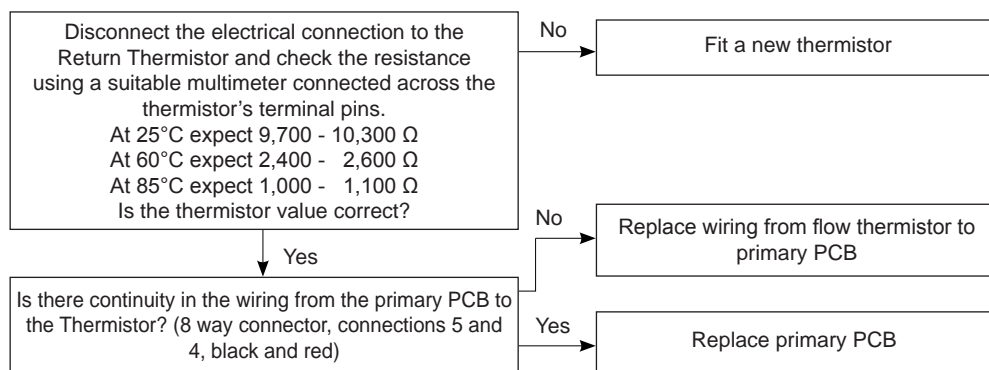 Disconnect the electrical connection to the
Return Thermistor and check the resistance
using a suitable multimeter connected across the
thermistor’s terminal pins.
At 25°C expect 9,700 - 10,300 Ω
At 60°C expect 2,400 - 2,600 Ω
At 85°C expect 1,000 - 1,100 Ω
Is the thermistor value correct?
No
Fit a new thermistor
Yes
Is there continuity in the wiring from the primary PCB to
the Thermistor? (8 way connector, connections 5 and
4, black and red)
No
Replace wiring from flow thermistor to
primary PCB
Yes
Replace primary PCB